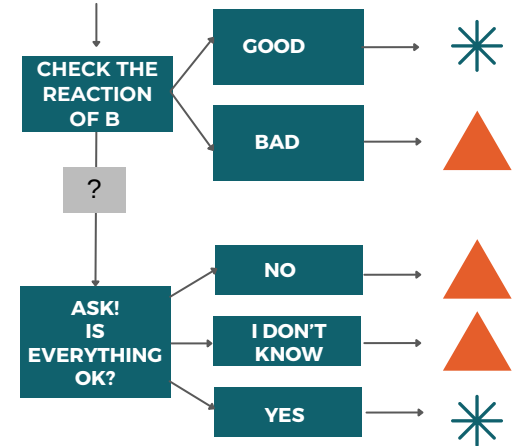 GOOD
CHECK THE
REACTION
OF B
BAD
?
NO
ASK!
IS
EVERYTHING
OK?
I DON'T
KNOW
YES